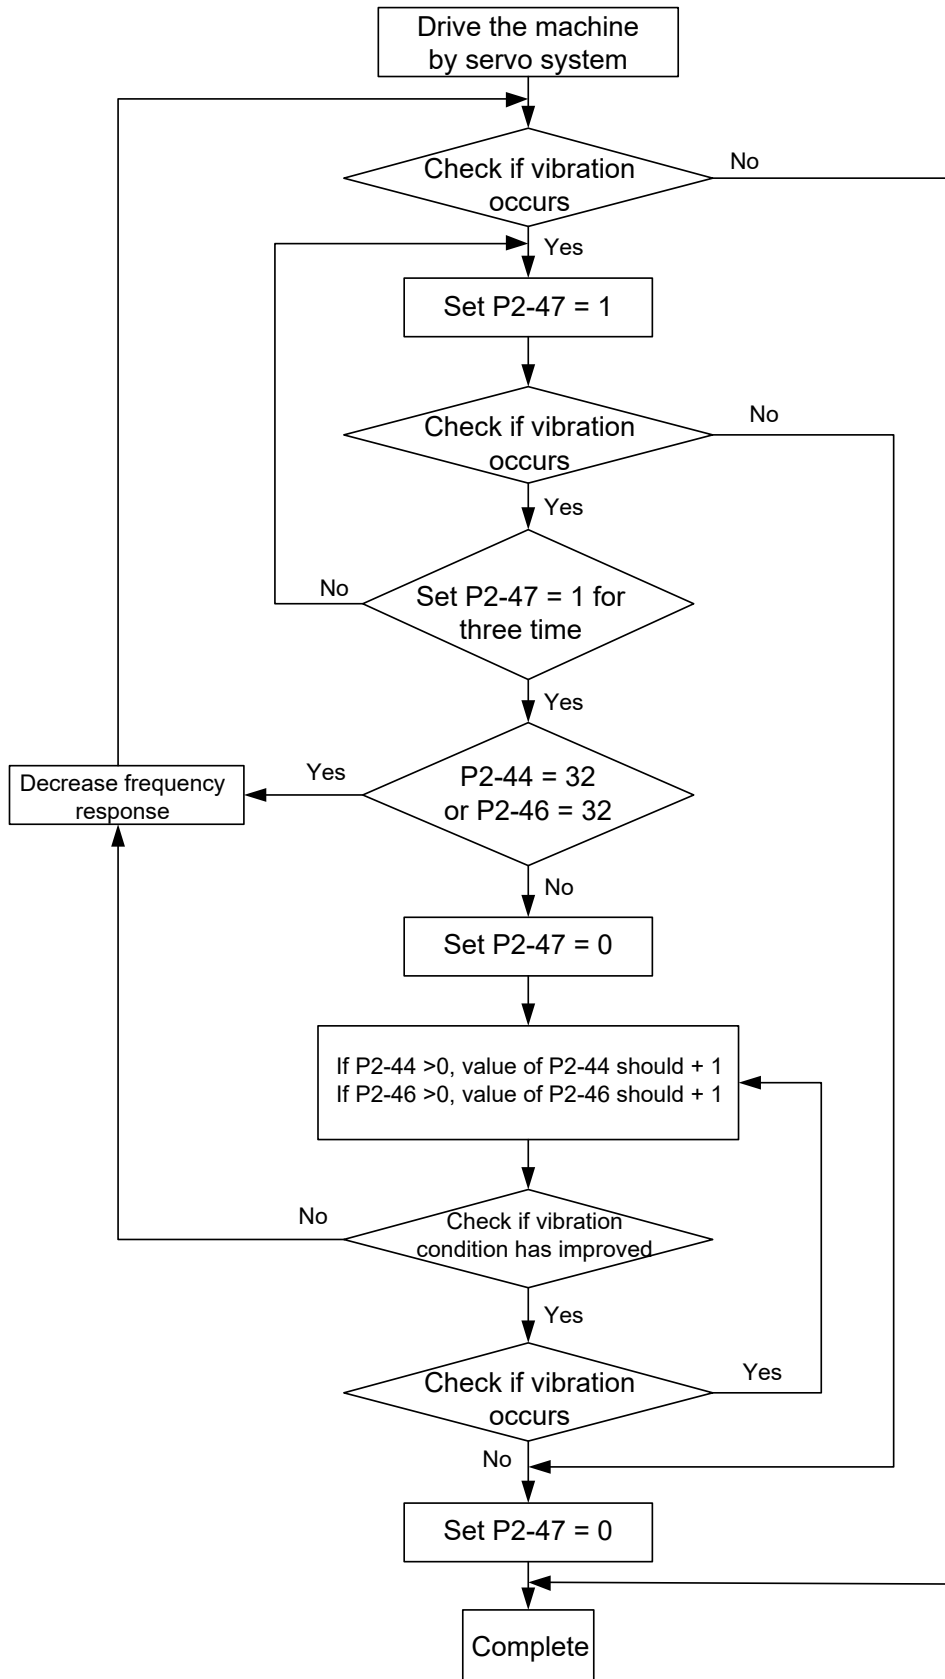 Drive the machine
by servo system
Check if vibration
occurs
No
Yes
Set P2-47 = 1
Check if vibration
occurs
No
Yes
Set P2-47 = 1 for
three time
No
Yes
P2-44 = 32
or P2-46 = 32
Yes
Decrease frequency
response
No
Set P2-47 = 0
If P2-44 >0, value of P2-44 should + 1
If P2-46 >0, value of P2-46 should + 1
Check if vibration
condition has improved
No
Yes
Check if vibration
occurs
Yes
No
Set P2-47 = 0
Complete